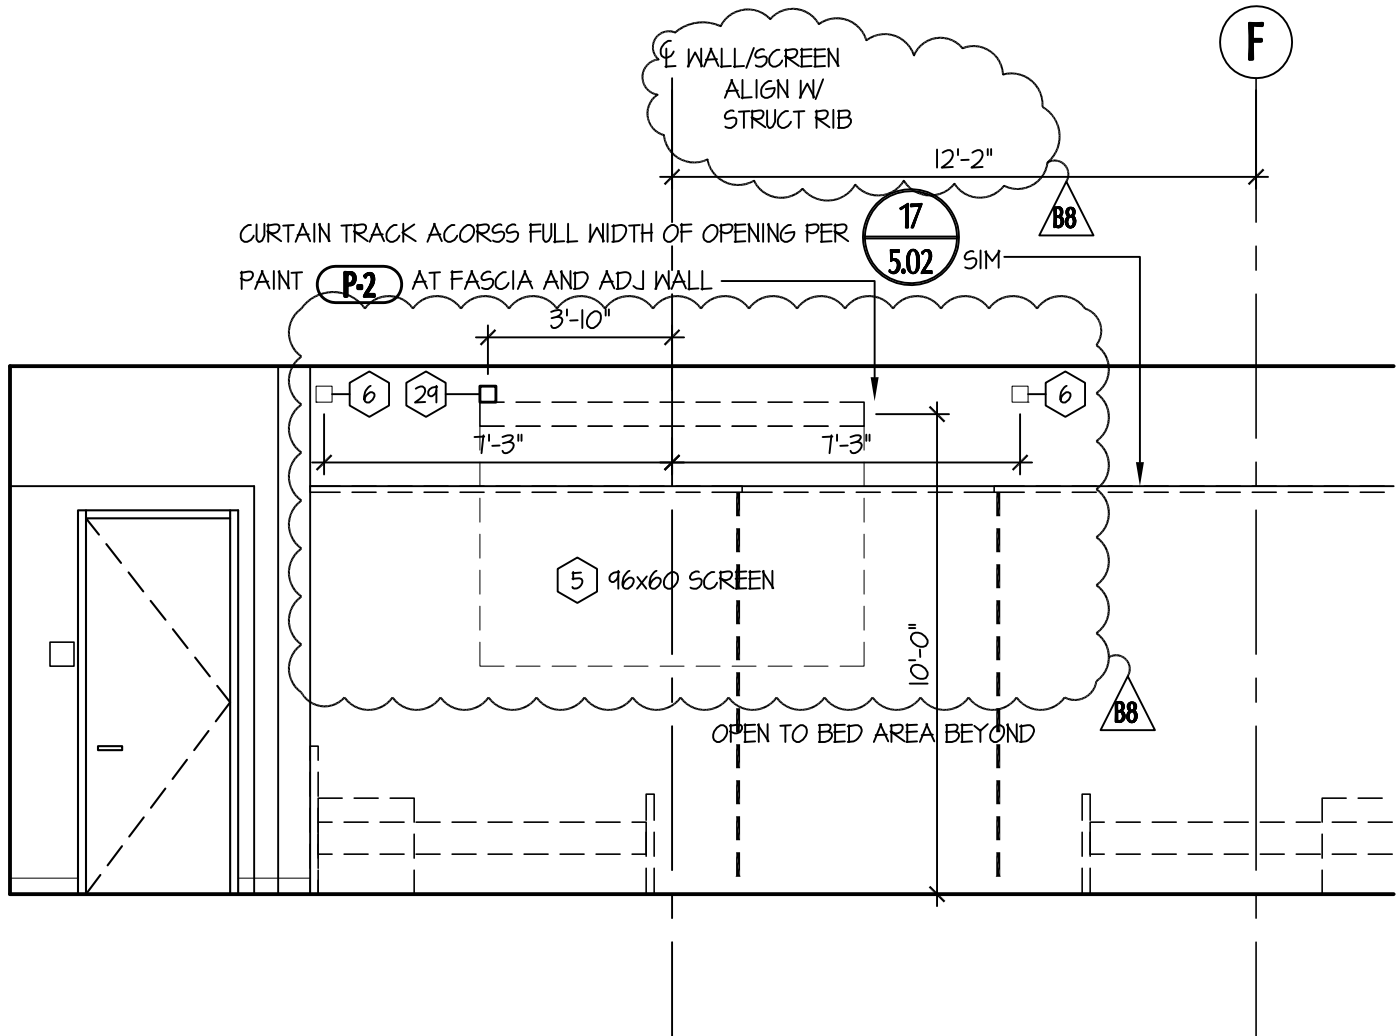 F
℄ WALL/SCREEN
ALIGN W/
STRUCT RIB
12'-2"
B8
17
CURTAIN TRACK ACORSS FULL WIDTH OF OPENING PER
5.02 SIM
PAINT P-2 AT FASCIA AND ADJ WALL
3'-10"
6 29 6
7'-3" 7'-3"
5 96x60 SCREEN
10'-0"
B8
OPEN TO BED AREA BEYOND